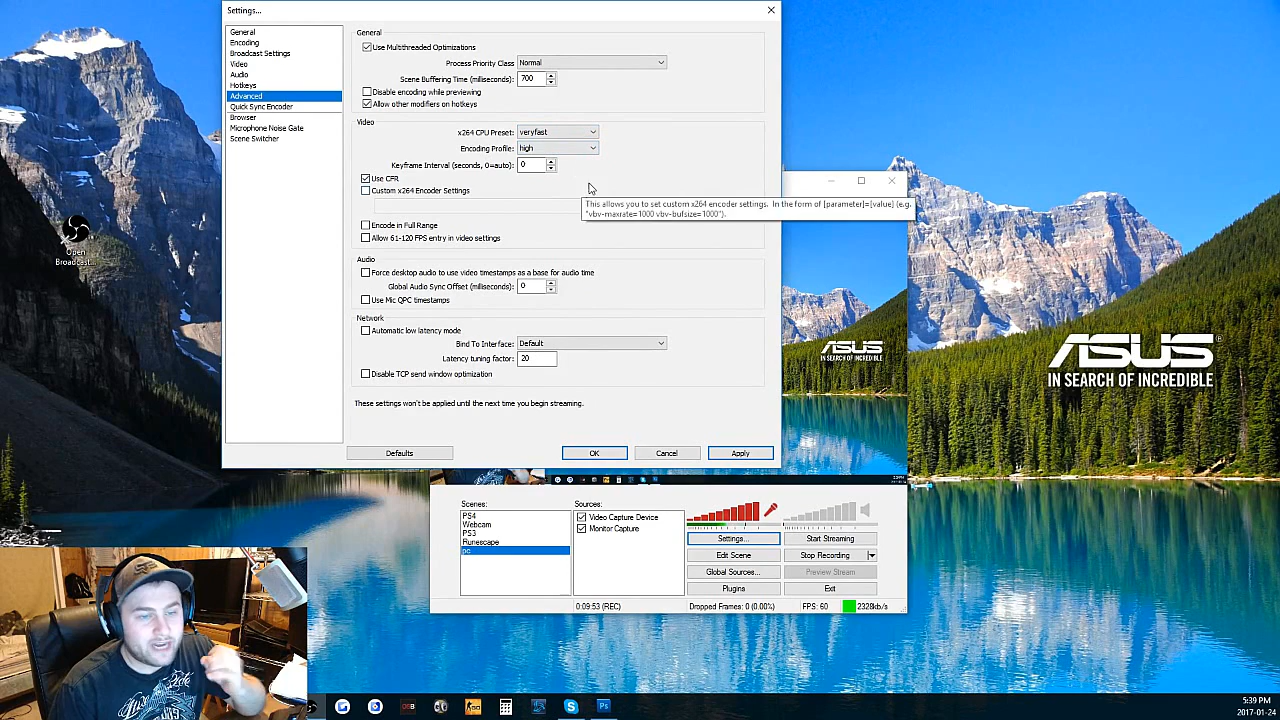 Settings...
General
Encoding
Broadcast Settings
Video
Audio
Hotkeys
Advanced
Quick Sync Encoder
Browser
Microphone Noise Gate
Scene Switcher
General
Use Multithreaded Optimizations
Process Priority Class Normal
Scene Buffering Time (milliseconds): 700
Disable encoding while previewing
Allow other modifiers on hotkeys
Video
x264 CPU Preset: veryfast
Encoding Profile: high
Keyframe Interval (seconds, 0=auto): 0
Use CFR
Custom x264 Encoder Settings
This allows you to set custom x264 encoder settings. In the form of [parameter]=[value] (e.g.
"vbv-maxrate=1000 vbv-bufsize=1000").
Encode in Full Range
Allow 61-120 FPS entry in video settings
Audio
Force desktop audio to use video timestamps as a base for audio time
Global Audio Sync Offset (milliseconds): 0
Use Mic QPC timestamps
Network
Automatic low latency mode
Bind To Interface: Default
Latency tuning factor: 20
Disable TCP send window optimization
These settings won't be applied until the next time you begin streaming.
Defaults
OK
Cancel
Apply
Open
Broadcast...
ASUS
IN SEARCH OF INCREDIBLE
ASUS
IN SEARCH OF INCREDIBLE
Scenes:
PS4
Webcam
PS3
Runescape
pc
Sources:
Video Capture Device
Monitor Capture
Settings...
Start Streaming
Edit Scene
Stop Recording
Global Sources...
Preview Stream
Plugins
Exit
0:09:53 (REC)
Dropped Frames: 0 (0.00%)
FPS: 60
2328kb/s
5:39 PM
2017-01-24